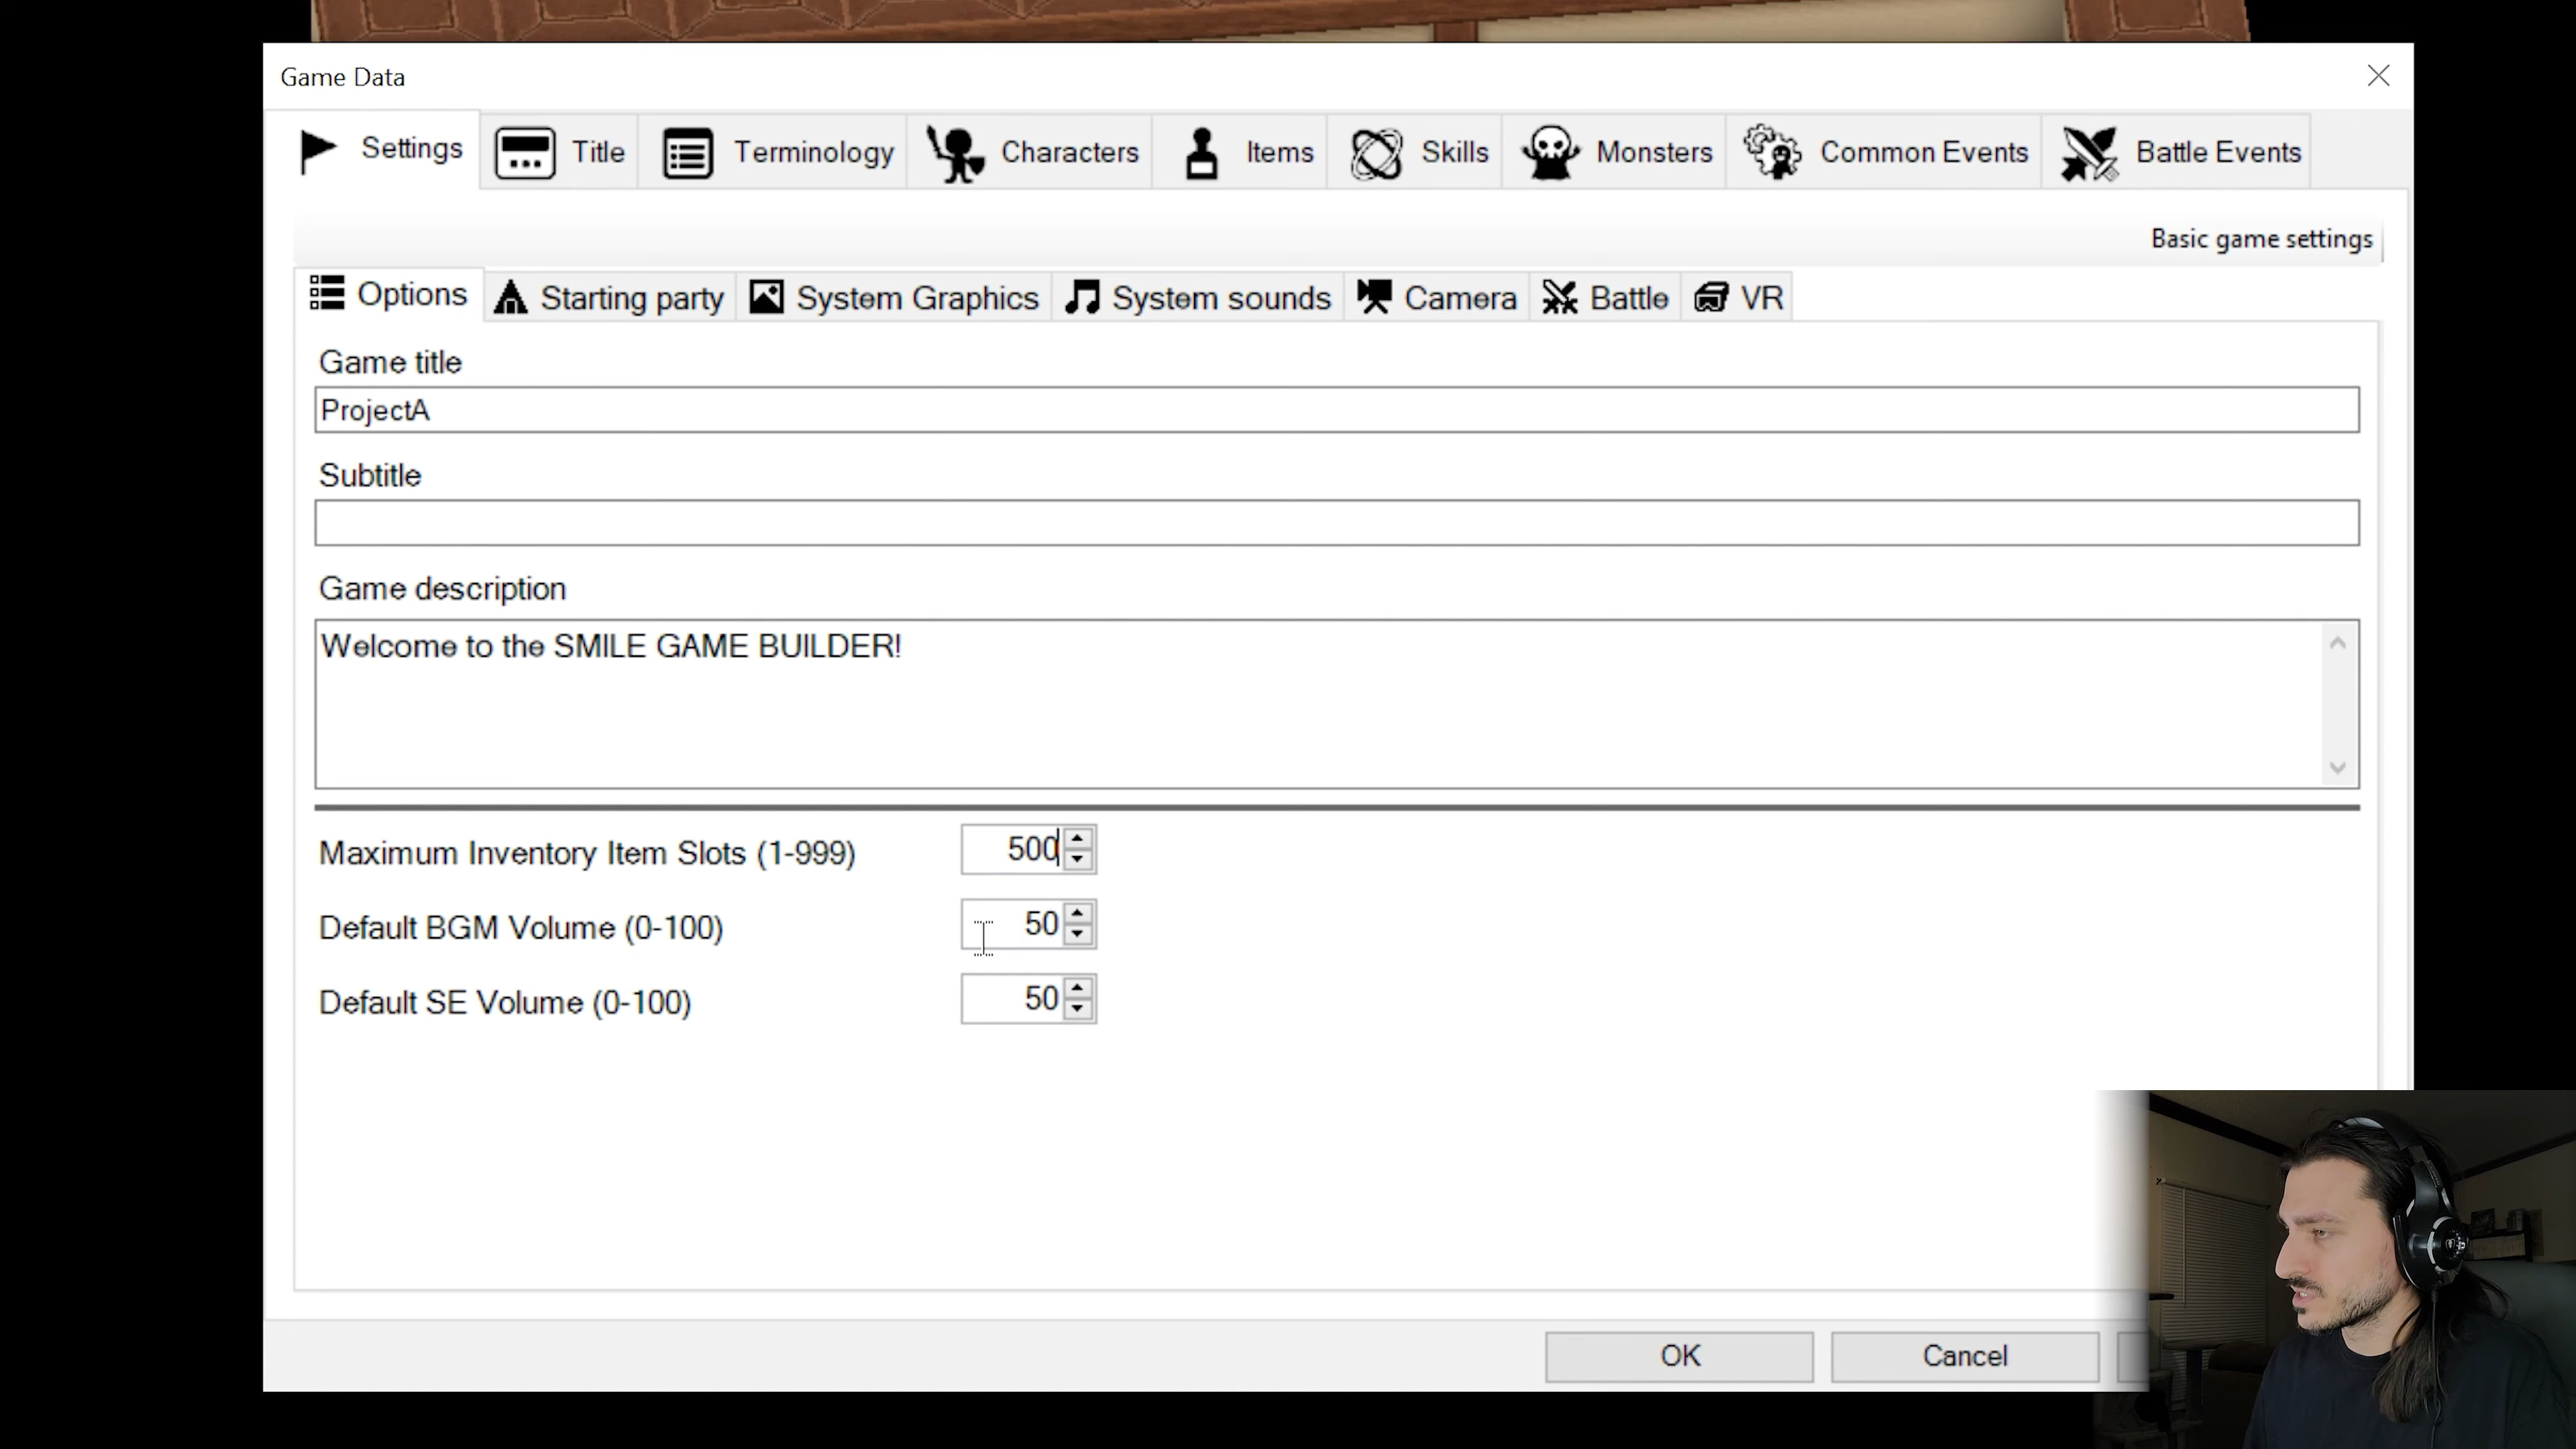 Game Data
Settings
Title
Terminology
Characters
Items
Skills
Monsters
Common Events
Battle Events
Basic game settings
Options
Starting party
System Graphics
System sounds
Camera
Battle
VR
Game title
ProjectA
Subtitle
Game description
Welcome to the SMILE GAME BUILDER!
Maximum Inventory Item Slots (1-999) 500
Default BGM Volume (0-100) 50
Default SE Volume (0-100) 50
OK
Cancel